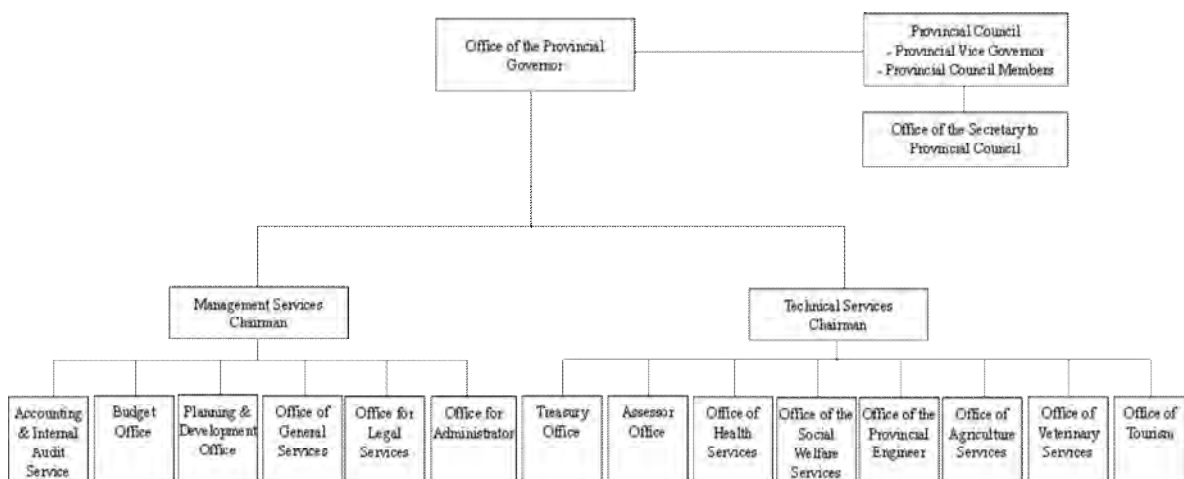 Office of the Provincial
Governor
Provincial Council
- Provincial Vice Governor
- Provincial Council Members
Office of the Secretary to
Provincial Council
Management Services
Chairman
Technical Services
Chairman
Accounting
& Internal
Audit
Service
Budget
Office
Planning &
Development
Office
Office of
General
Services
Office for
Legal
Services
Office for
Administrator
Treasury
Office
Assessor
Office
Office of
Health
Services
Office of the
Social
Welfare
Services
Office of the
Provincial
Engineer
Office of
Agriculture
Services
Office of
Veterinary
Services
Office of
Tourism